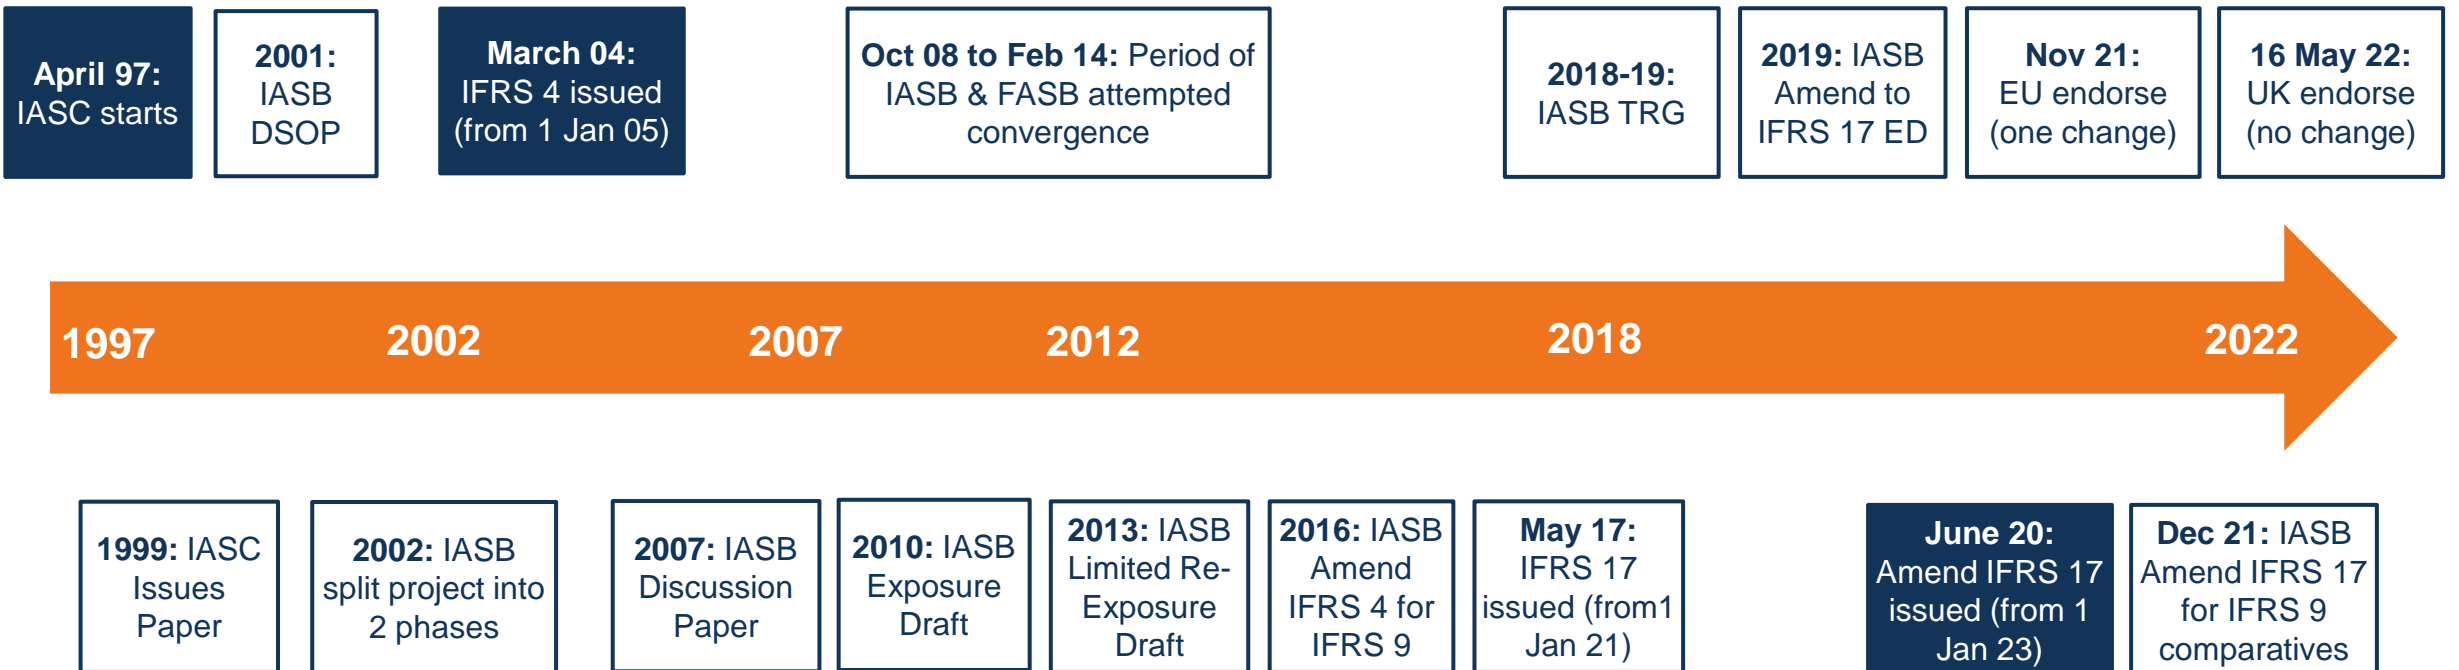 April 97:
IASC starts
2001:
IASB
DSOP
March 04:
IFRS 4 issued
(from 1 Jan 05)
Oct 08 to Feb 14: Period of
IASB & FASB attempted
convergence
2018-19:
IASB TRG
2019: IASB
Amend to
IFRS 17 ED
Nov 21:
EU endorse
(one change)
16 May 22:
UK endorse
(no change)
1997
2002
2007
2012
2018
2022
1999: IASC
Issues
Paper
2002: IASB
split project into
2 phases
2007: IASB
Discussion
Paper
2010: IASB
Exposure
Draft
2013: IASB
Limited Re-
Exposure
Draft
2016: IASB
Amend
IFRS 4 for
IFRS 9
May 17:
IFRS 17
issued (from1
Jan 21)
June 20:
Amend IFRS 17
issued (from 1
Jan 23)
Dec 21: IASB
Amend IFRS 17
for IFRS 9
comparatives